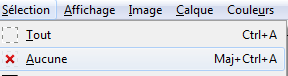 Sélection Affichage Image Calque Couleurs
Tout Ctrl+A
Aucune Maj+Ctrl+A